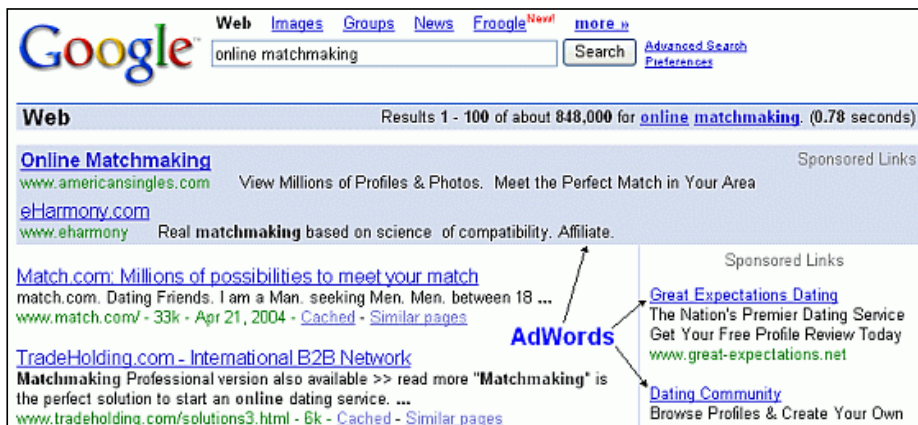 Web Images Groups News Froogle New! more »
Google™
online matchmaking Search Advanced Search
Preferences
Web Results 1 - 100 of about 848,000 for online matchmaking. (0.78 seconds)
Online Matchmaking Sponsored Links
www.americansingles.com View Millions of Profiles & Photos. Meet the Perfect Match in Your Area
eHarmony.com
www.eharmony Real matchmaking based on science of compatibility. Affiliate.
Match.com: Millions of possibilities to meet your match
match.com. Dating Friends. I am a Man. seeking Men. Men. between 18 ...
www.match.com/ - 33k - Apr 21, 2004 - Cached - Similar pages
TradeHolding.com - International B2B Network
Matchmaking Professional version also available >> read more "Matchmaking" is
the perfect solution to start an online dating service. ...
www.tradeholding.com/solutions3.html - 6k - Cached - Similar pages
AdWords
Sponsored Links
Great Expectations Dating
The Nation's Premier Dating Service
Get Your Free Profile Review Today
www.great-expectations.net
Dating Community
Browse Profiles & Create Your Own